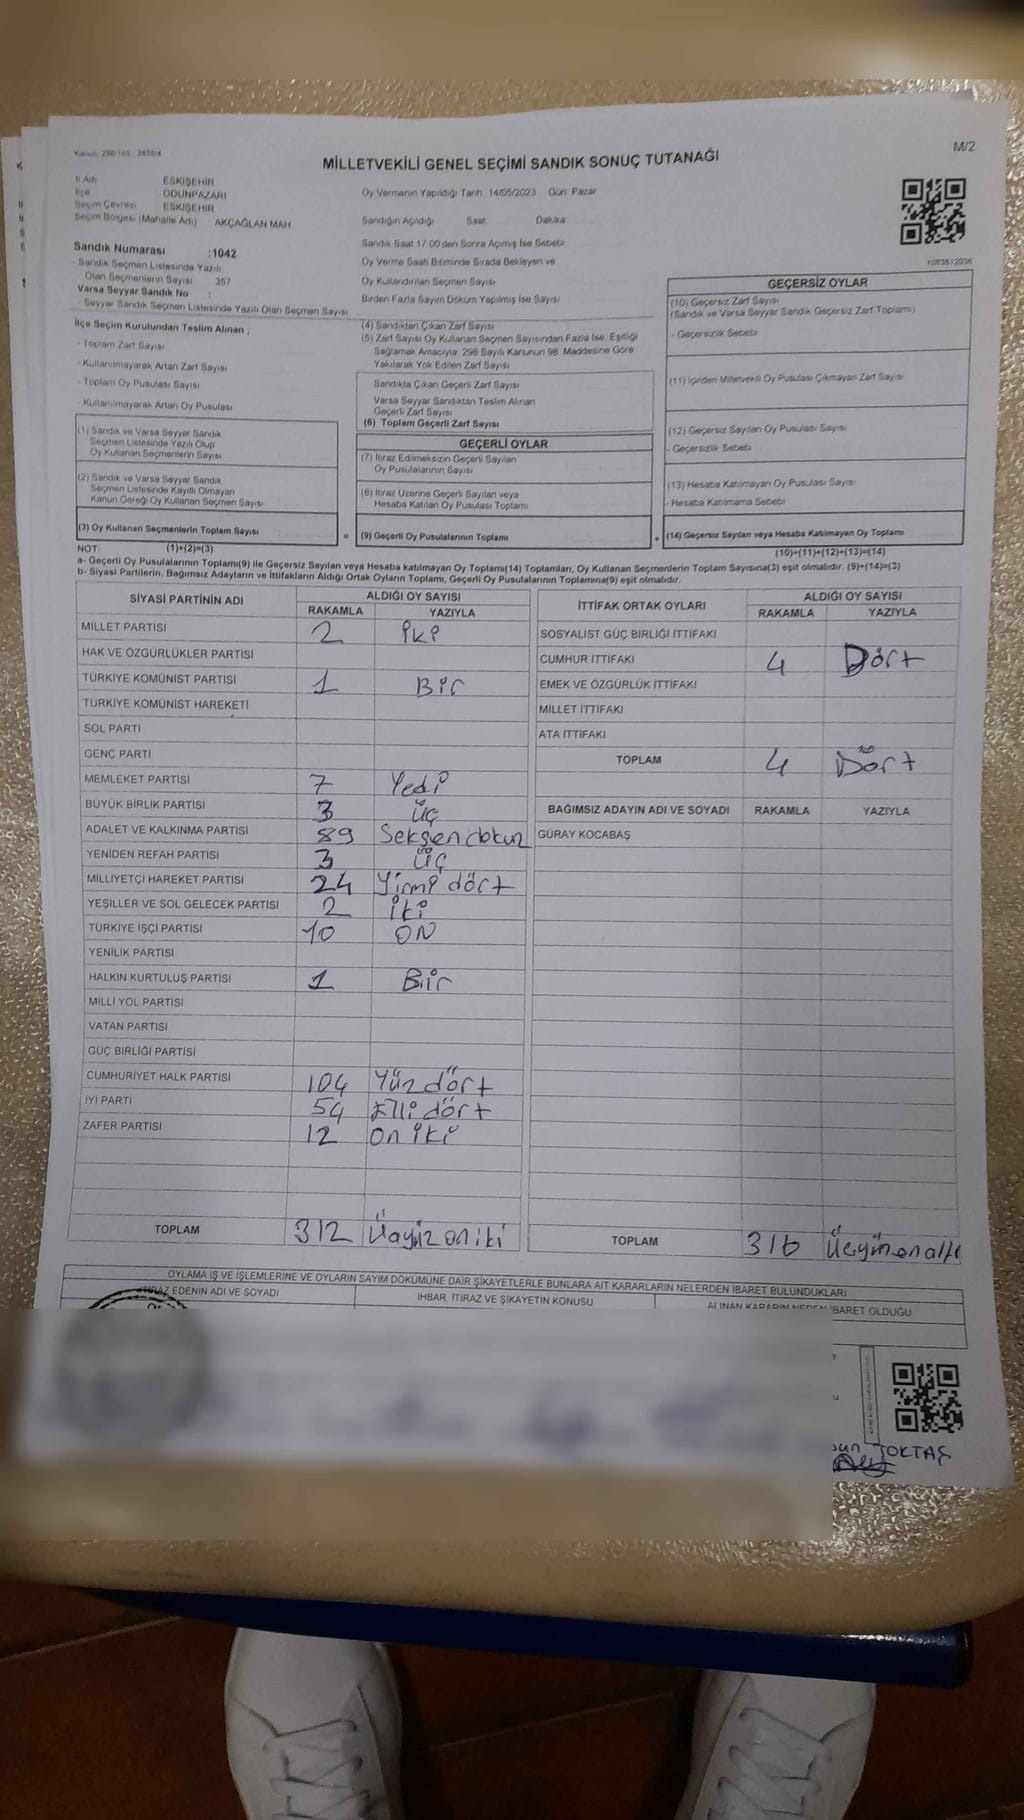 M/2
MİLLETVEKİLİ GENEL SEÇİMİ SANDIK SONUÇ TUTANAĞI
İl Adı ESKİŞEHİR
İlçe ODUNPAZARI
Seçim Çevresi ESKİŞEHİR
Seçim Bölgesi (Mahalle Adı) AKÇAĞLAN MAH
Sandık Numarası :1042
- Sandık Seçmen Listesinde Yazılı
Olan Seçmenlerin Sayısı 357
Varsa Seyyar Sandık No :
- Seyyar Sandık Seçmen Listesinde Yazılı Olan Seçmen Sayısı
İlçe Seçim Kurulundan Teslim Alınan ;
- Toplam Zarf Sayısı
- Kullanılmayarak Artan Zarf Sayısı
- Toplam Oy Pusulası Sayısı
- Kullanılmayarak Artan Oy Pusulası
(1) Sandık ve Varsa Seyyar Sandık
Seçmen Listesinde Yazılı Olup
Oy Kullanan Seçmenlerin Sayısı
(2) Sandık ve Varsa Seyyar Sandık
Seçmen Listesinde Kayıtlı Olmayan
Kanun Gereği Oy Kullanan Seçmen Sayısı
(3) Oy Kullanan Seçmenlerin Toplam Sayısı
(1)+(2)=(3)
Oy Vermenin Yapıldığı Tarih 14/05/2023 Gün: Pazar
Sandığın Açıldığı Saat Dakika
Sandık Saat 17.00 den Sonra Açılmış İse Sebebi
Oy Verme Saati Bitiminde Sırada Bekleyen ve
Oy Kullandırılan Seçmen Sayısı
Birden Fazla Sayım Döküm Yapılmış İse Sayısı
(4) Sandıktan Çıkan Zarf Sayısı
(5) Zarf Sayısı Oy Kullanan Seçmen Sayısından Fazla İse, Eşitliği
Sağlamak Amacıyla, 298 Sayılı Kanunun 98. Maddesine Göre
Yakılarak Yok Edilen Zarf Sayısı
Sandıkta Çıkan Geçerli Zarf Sayısı
Varsa Seyyar Sandıktan Teslim Alınan
Geçerli Zarf Sayısı
(6) Toplam Geçerli Zarf Sayısı
GEÇERLİ OYLAR
(7) İtiraz Edilmeksizin Geçerli Sayılan
Oy Pusulalarının Sayısı
(8) İtiraz Üzerine Geçerli Sayılan veya
Hesaba Katılan Oy Pusulası Toplamı
= (9) Geçerli Oy Pusulalarının Toplamı
GEÇERSİZ OYLAR
(10) Geçersiz Zarf Sayısı
(Sandık ve Varsa Seyyar Sandık Geçersiz Zarf Toplamı)
- Geçersizlik Sebebi
(11) İçinden Milletvekili Oy Pusulası Çıkmayan Zarf Sayısı
(12) Geçersiz Sayılan Oy Pusulası Sayısı
- Geçersizlik Sebebi
(13) Hesaba Katılmayan Oy Pusulası Sayısı
- Hesaba Katılmama Sebebi
+ (14) Geçersiz Sayılan veya Hesaba Katılmayan Oy Toplamı
(10)+(11)+(12)+(13)=(14)
NOT:
a- Geçerli Oy Pusulalarının Toplamı(9) ile Geçersiz Sayılan veya Hesaba katılmayan Oy Toplamı(14) Toplamları, Oy Kullanan Seçmenlerin Toplam Sayısına(3) eşit olmalıdır. (9)+(14)=(3)
b- Siyasi Partilerin, Bağımsız Adayların ve İttifakların Aldığı Ortak Oyların Toplamı, Geçerli Oy Pusulalarının Toplamına(9) eşit olmalıdır.
SİYASİ PARTİNİN ADI ALDIĞI OY SAYISI
RAKAMLA YAZIYLA
MİLLET PARTİSİ 2 iki
HAK VE ÖZGÜRLÜKLER PARTİSİ
TÜRKİYE KOMÜNİST PARTİSİ 1 Bir
TÜRKİYE KOMÜNİST HAREKETİ
SOL PARTİ
GENÇ PARTİ
MEMLEKET PARTİSİ 7 Yedi
BÜYÜK BİRLİK PARTİSİ 3 Üç
ADALET VE KALKINMA PARTİSİ 89 Seksen dokuz
YENİDEN REFAH PARTİSİ 3 Üç
MİLLİYETÇİ HAREKET PARTİSİ 24 Yirmi dört
YEŞİLLER VE SOL GELECEK PARTİSİ 2 iki
TÜRKİYE İŞÇİ PARTİSİ 10 ON
YENİLİK PARTİSİ
HALKIN KURTULUŞ PARTİSİ 1 Bir
MİLLİ YOL PARTİSİ
VATAN PARTİSİ
GÜÇ BİRLİĞİ PARTİSİ
CUMHURİYET HALK PARTİSİ 104 Yüz dört
İYİ PARTİ 54 Elli dört
ZAFER PARTİSİ 12 on iki
TOPLAM 312 Üçyüz on iki
İTTİFAK ORTAK OYLARI ALDIĞI OY SAYISI
RAKAMLA YAZIYLA
SOSYALİST GÜÇ BİRLİĞİ İTTİFAKI
CUMHUR İTTİFAKI 4 Dört
EMEK VE ÖZGÜRLÜK İTTİFAKI
MİLLET İTTİFAKI
ATA İTTİFAKI
TOPLAM 4 Dört
BAĞIMSIZ ADAYIN ADI VE SOYADI RAKAMLA YAZIYLA
GÜRAY KOCABAŞ
TOPLAM 316
OYLAMA İŞ VE İŞLEMLERİNE VE OYLARIN SAYIM DÖKÜMÜNE DAİR ŞİKAYETLERLE BUNLARA AİT KARARLARIN NELERDEN İBARET BULUNDUKLARI
İTİRAZ EDENİN ADI VE SOYADI İHBAR, İTİRAZ VE ŞİKAYETİN KONUSU ALINAN KARARIN NEDEN İBARET OLDUĞU
TOKTAŞ